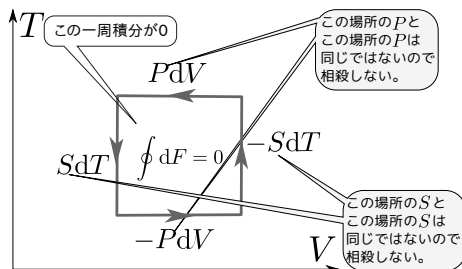 T
この一周積分が0
この場所のPと
この場所のPは
同じではないので
相殺しない。
PdV
SdT
∮dF = 0
−SdT
−PdV
この場所のSと
この場所のSは
同じではないので
相殺しない。
V